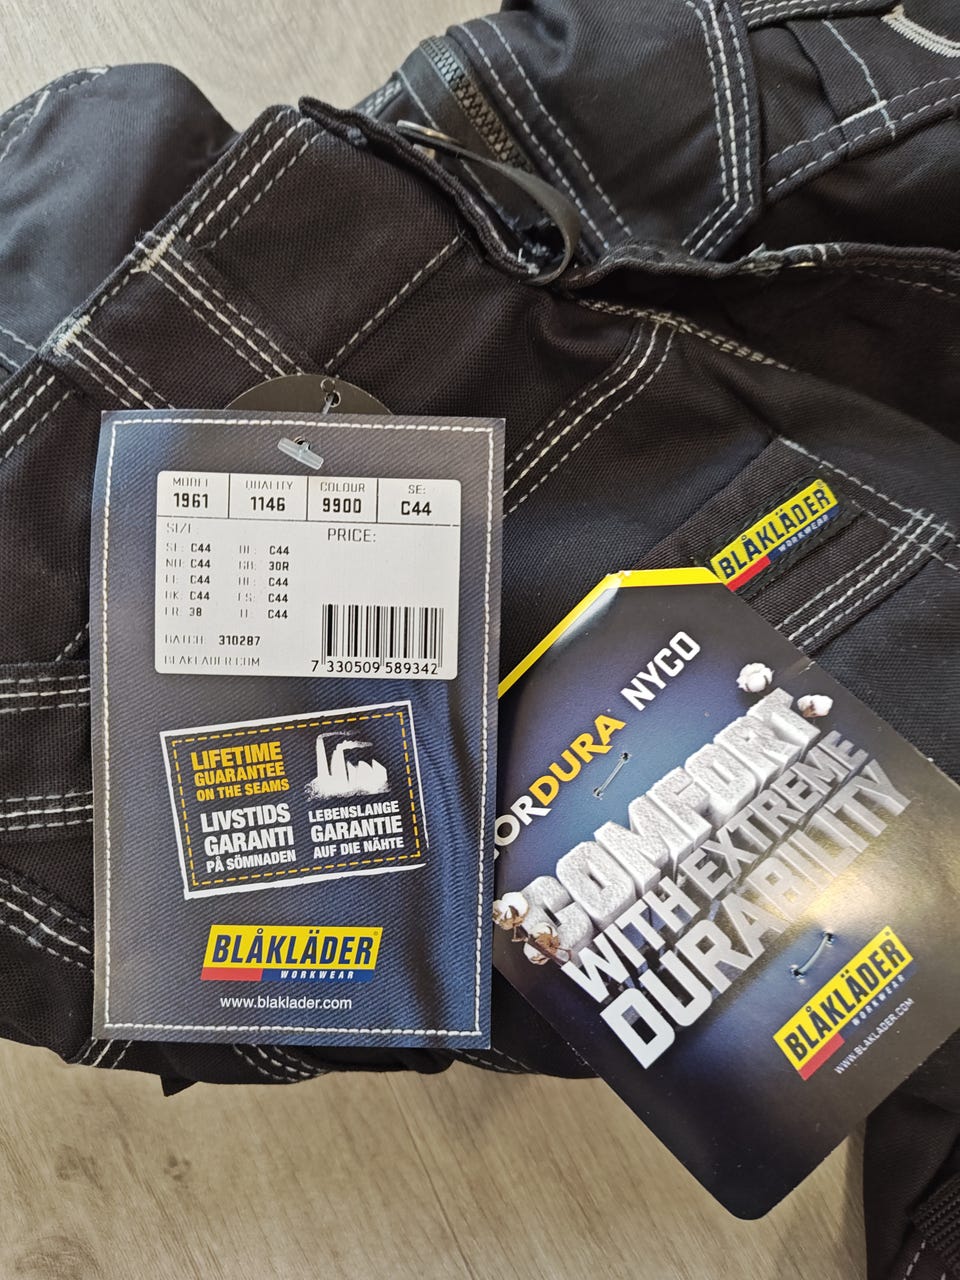 MODEL QUALITY COLOUR SE:
1961 1146 9900 C44
SIZE PRICE:
SE: C44 DE: C44
NO: C44 GB: 30R
FI: C44 BE: C44
DK: C44 ES: C44
FR: 38 IT: C44
BATCH: 310287
BLAKLADER.COM
7 330509 589342
LIFETIME
GUARANTEE
ON THE SEAMS
LIVSTIDS
GARANTI
PÅ SÖMNADEN
LEBENSLANGE
GARANTIE
AUF DIE NÄHTE
BLÅKLÄDER
WORKWEAR
www.blaklader.com
BLÅKLÄDER
WORKWEAR
ORDURA NYCO
COMFORT
WITH EXTREME
DURABILITY
BLÅKLÄDER
WORKWEAR
WWW.BLAKLADER.COM